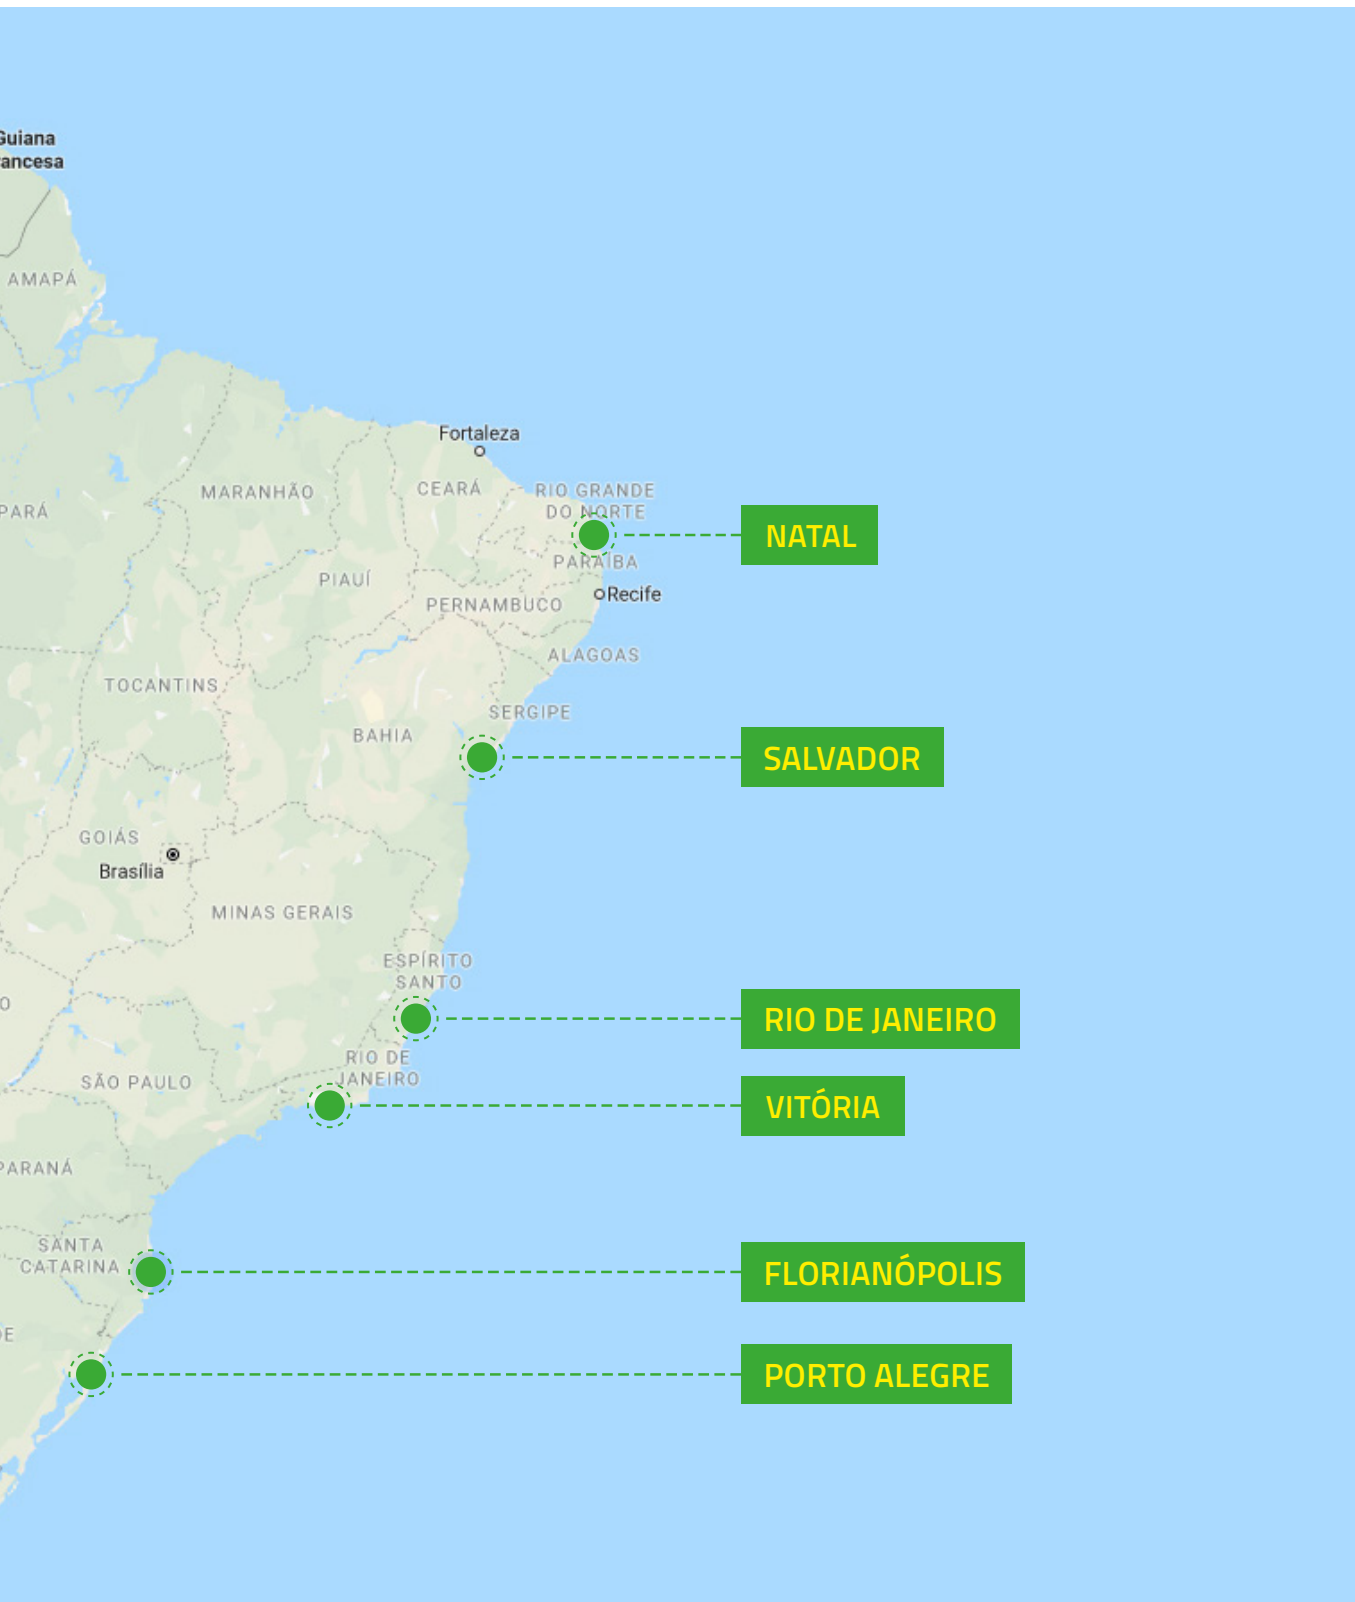 Guiana
ancesa
AMAPÁ
Fortaleza
MARANHÃO
CEARÁ
RIO GRANDE
DO NORTE
PARÁ
NATAL
PARAÍBA
PIAUÍ
Recife
PERNAMBUCO
ALAGOAS
TOCANTINS
SERGIPE
BAHIA
SALVADOR
GOIÁS
Brasília
MINAS GERAIS
ESPÍRITO
SANTO
O
RIO DE JANEIRO
RIO DE
JANEIRO
SÃO PAULO
VITÓRIA
PARANÁ
SANTA
CATARINA
FLORIANÓPOLIS
E
PORTO ALEGRE